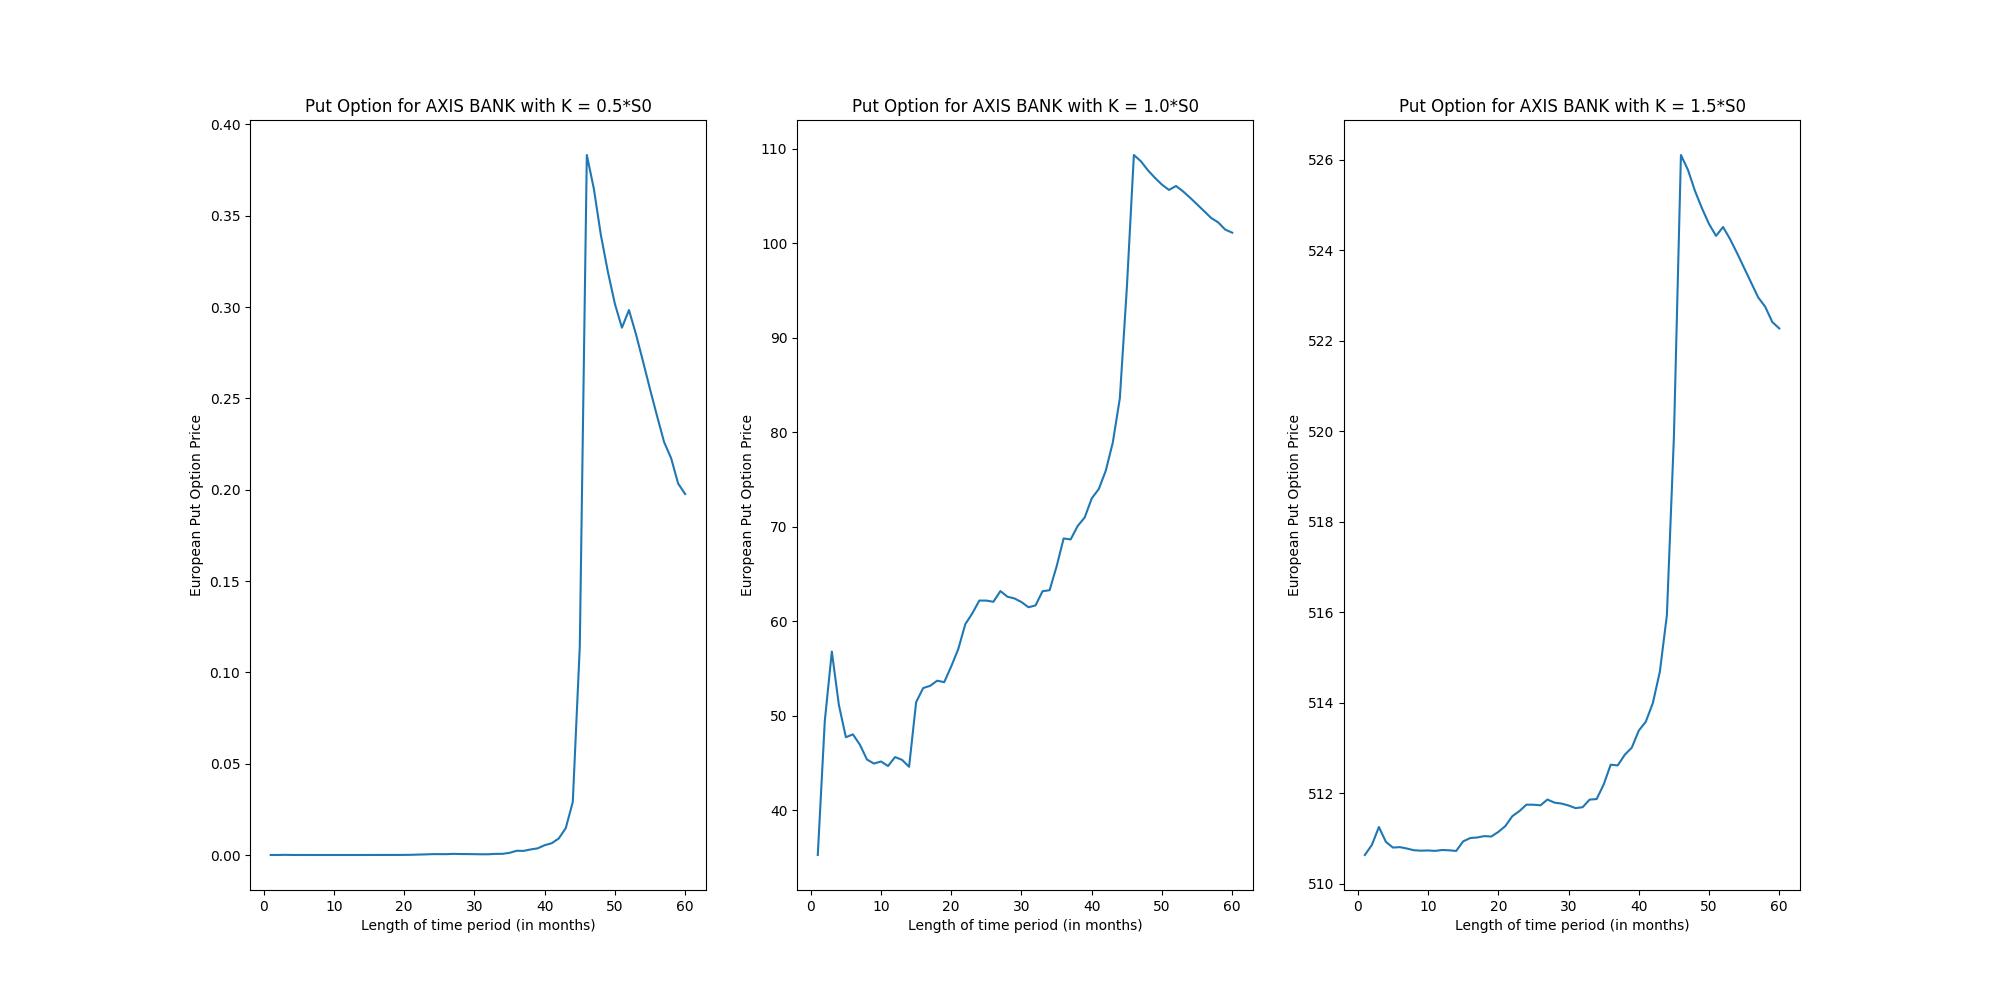 Put Option for AXIS BANK with K = 0.5*S0
0.40
0.35
0.30
0.25
0.20
0.15
0.10
0.05
0.00
European Put Option Price
0 10 20 30 40 50 60
Length of time period (in months)
Put Option for AXIS BANK with K = 1.0*S0
110
100
90
80
70
60
50
40
European Put Option Price
0 10 20 30 40 50 60
Length of time period (in months)
Put Option for AXIS BANK with K = 1.5*S0
526
524
522
520
518
516
514
512
510
European Put Option Price
0 10 20 30 40 50 60
Length of time period (in months)